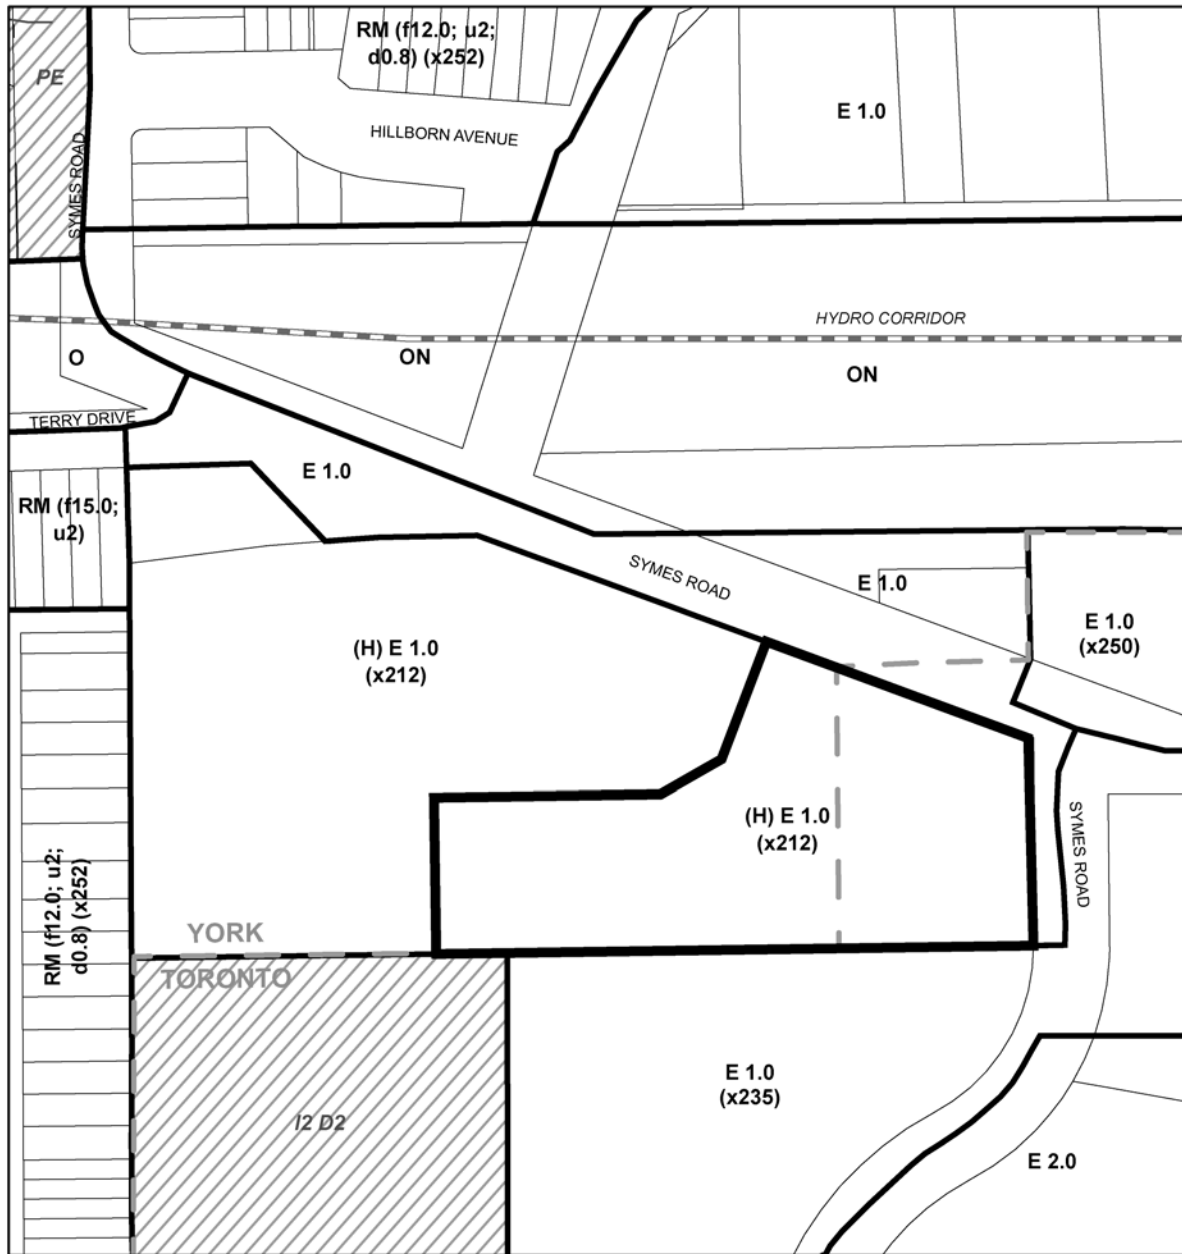 RM (f12.0; u2;
d0.8) (x252)
PE
E 1.0
HILLBORN AVENUE
SYMES ROAD
HYDRO CORRIDOR
O
ON
ON
TERRY DRIVE
E 1.0
RM (f15.0;
u2)
SYMES ROAD
E 1.0
E 1.0
(x250)
(H) E 1.0
(x212)
(H) E 1.0
(x212)
SYMES ROAD
RM (f12.0; u2;
d0.8) (x252)
YORK
TORONTO
E 1.0
(x235)
I2 D2
E 2.0